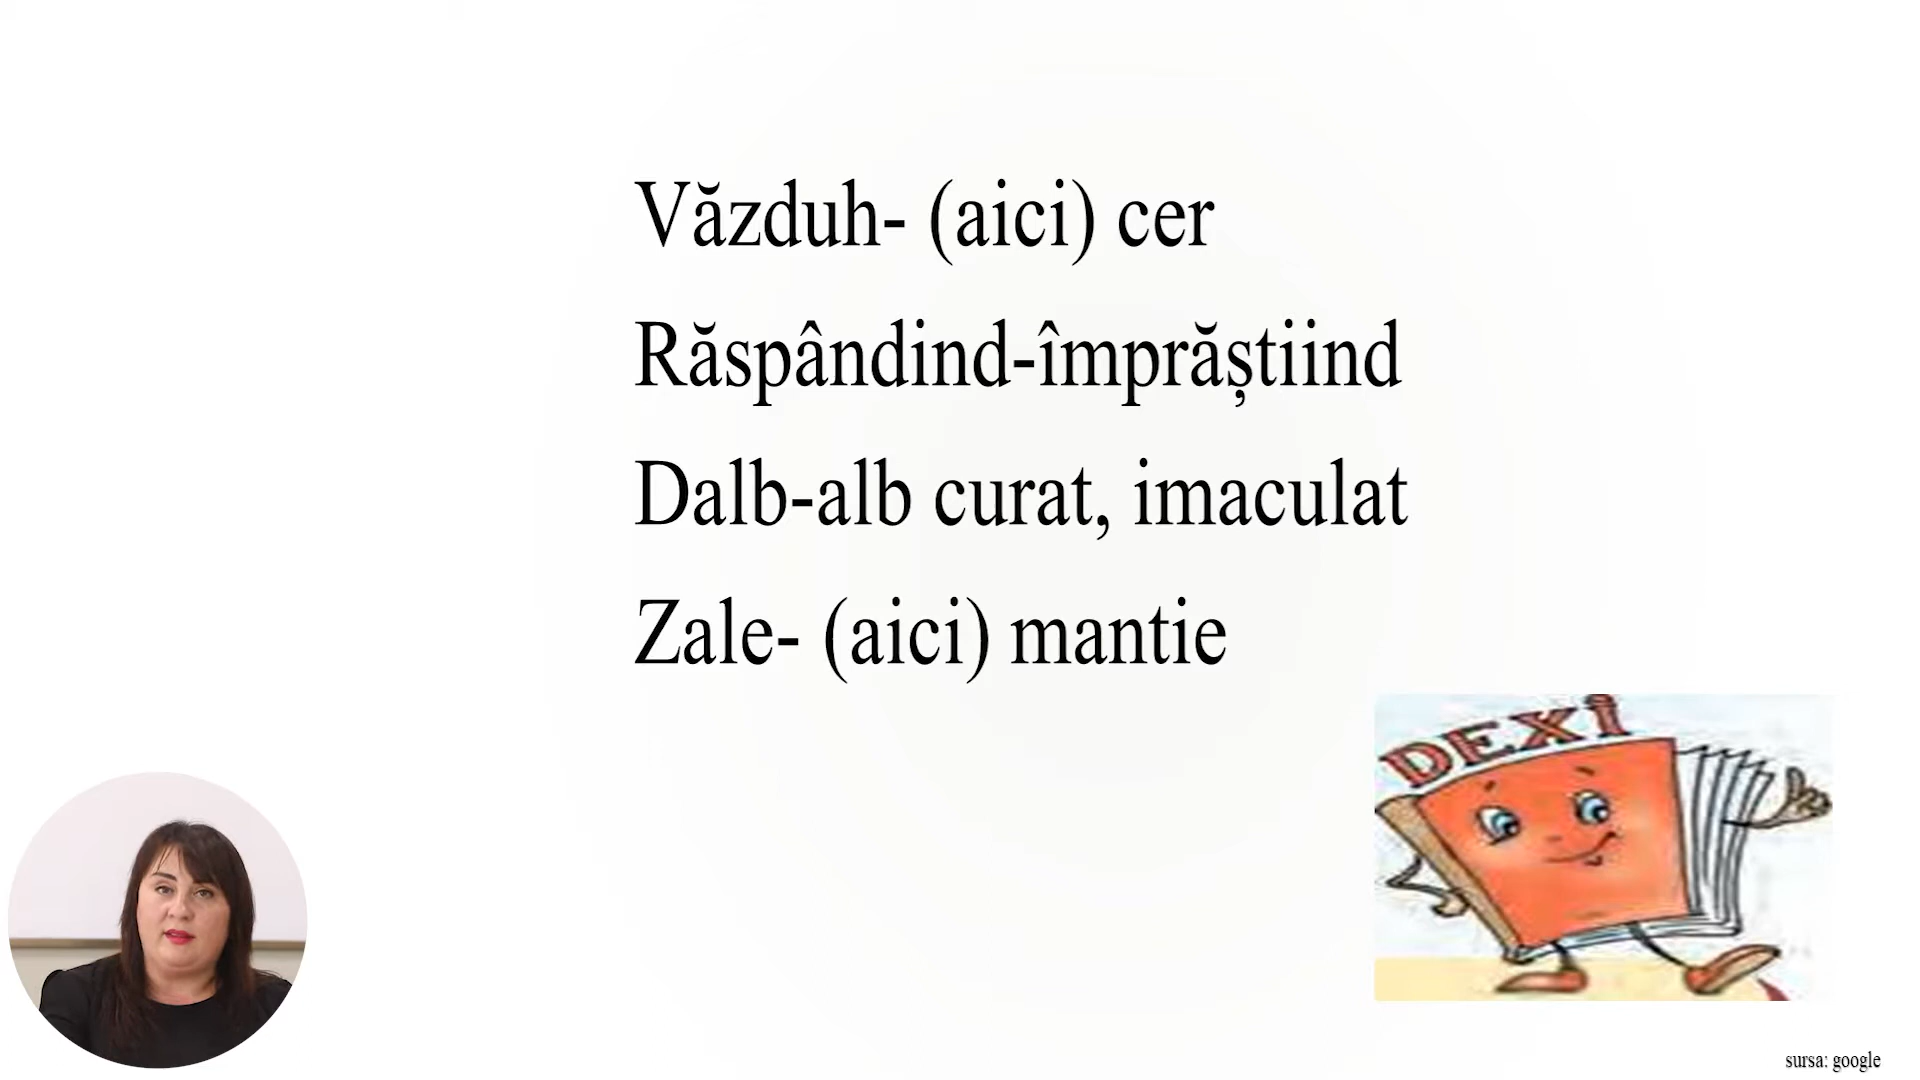 Văzduh- (aici) cer
Răspândind-împrăștiind
Dalb-alb curat, imaculat
Zale- (aici) mantie
DEXI
sursa: google